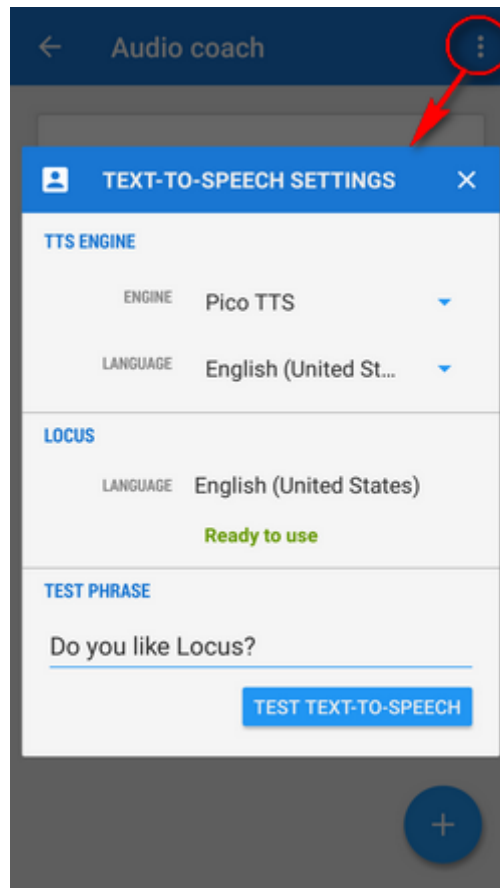 Audio coach
TEXT-TO-SPEECH SETTINGS
TTS ENGINE
ENGINE Pico TTS
LANGUAGE English (United St...
LOCUS
LANGUAGE English (United States)
Ready to use
TEST PHRASE
Do you like Locus?
TEST TEXT-TO-SPEECH